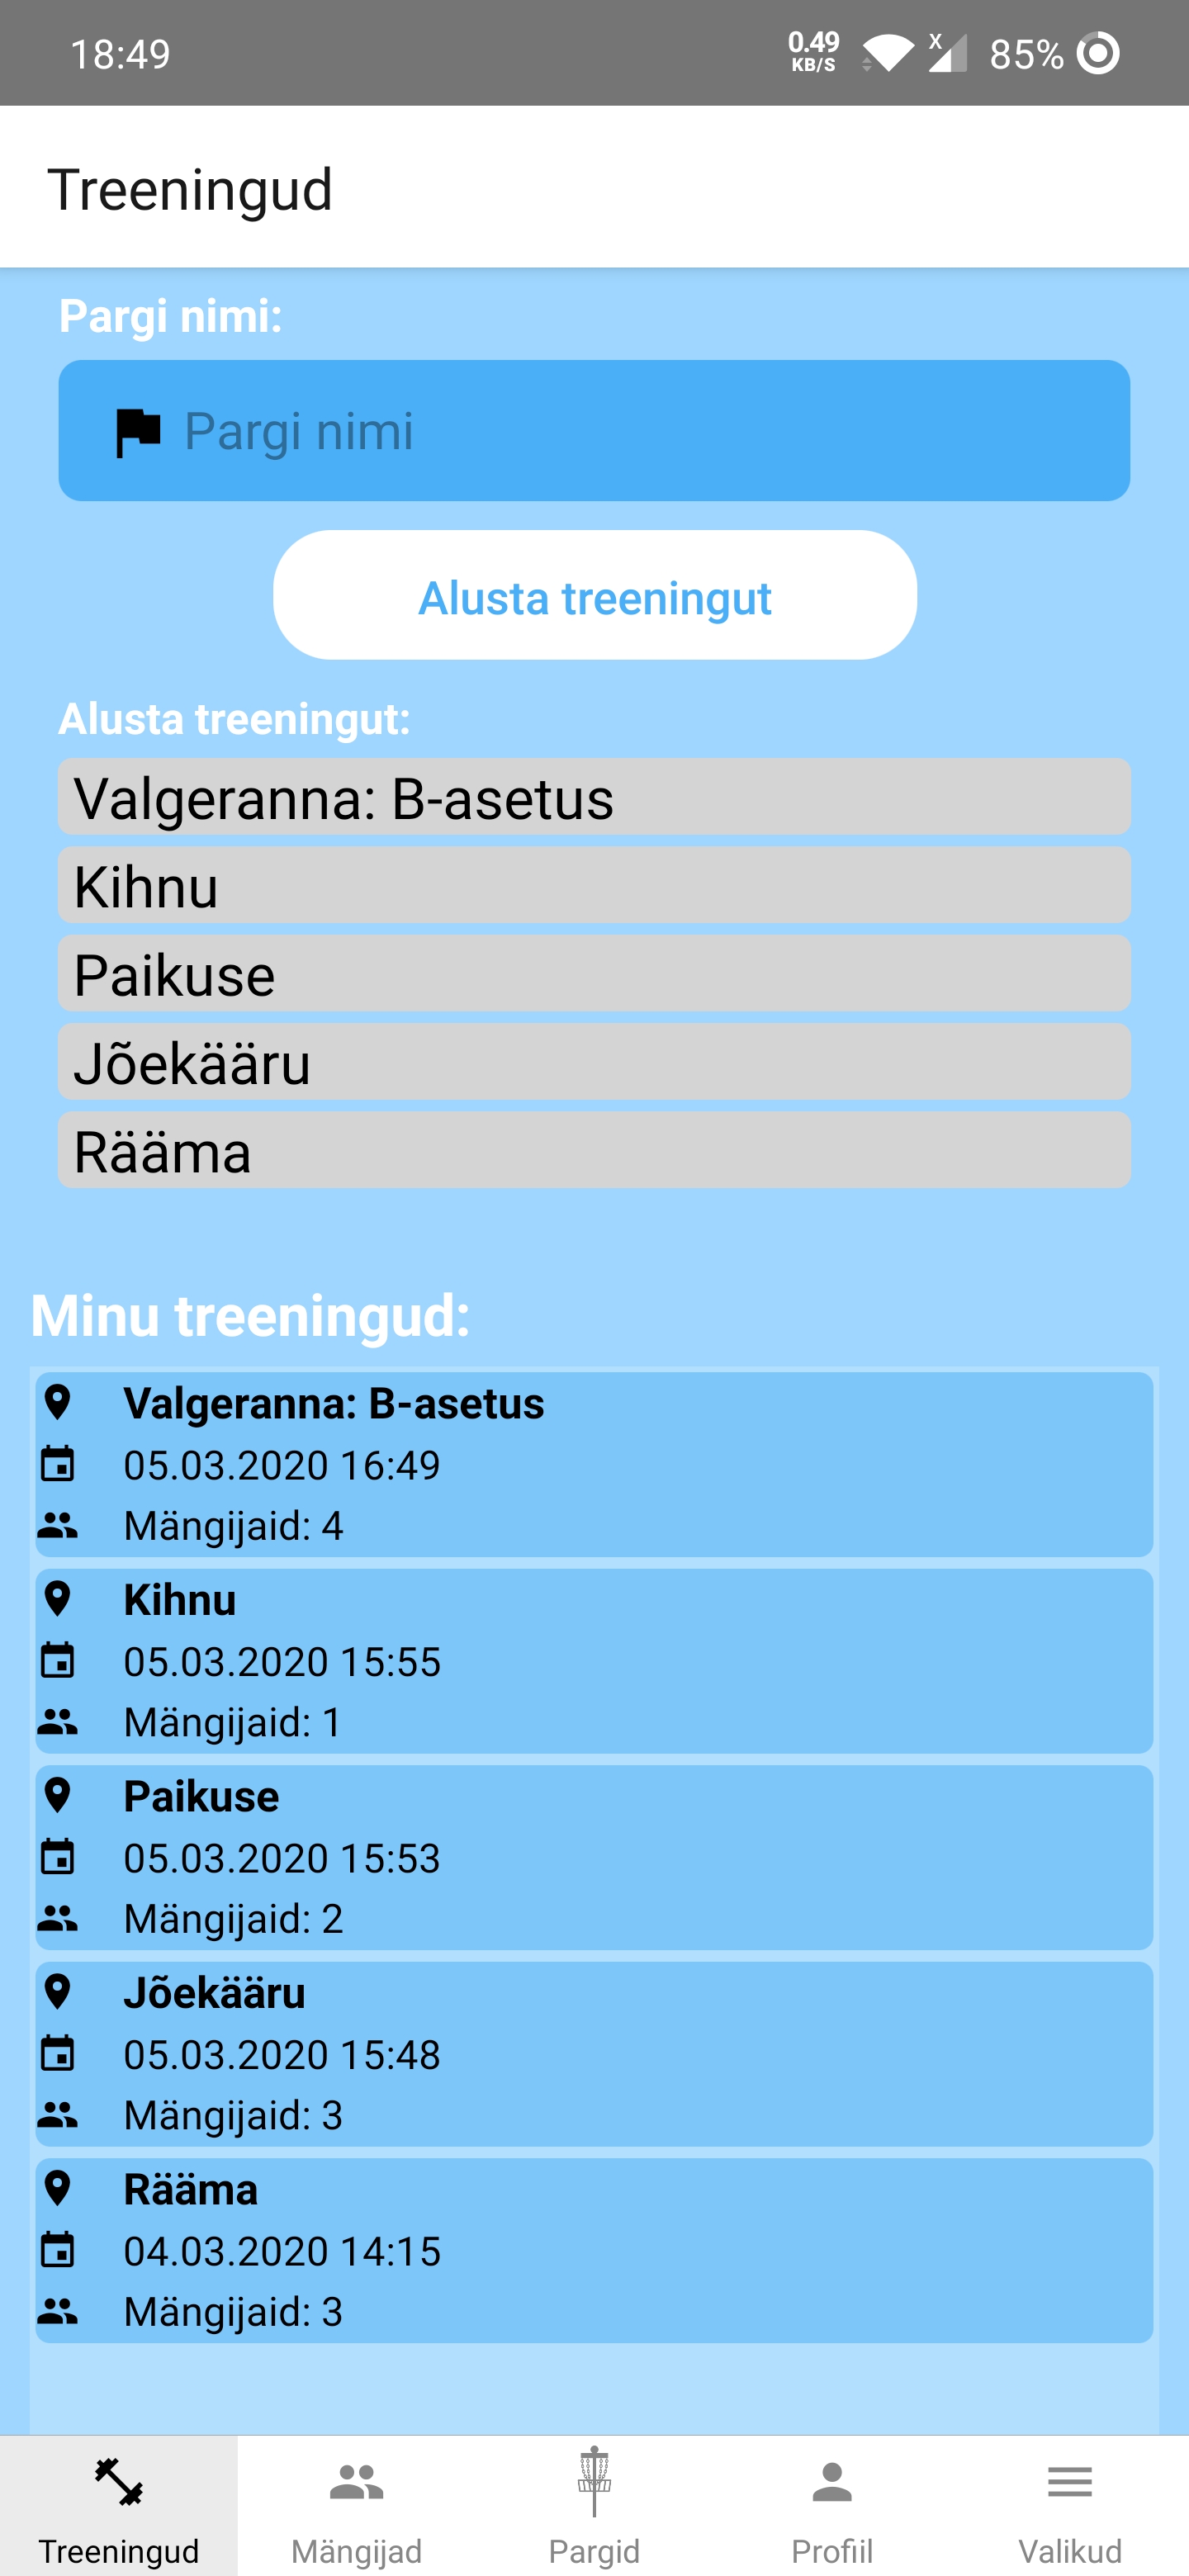 18:49
0.49
KB/S
X
85%
Treeningud
Pargi nimi:
Pargi nimi
Alusta treeningut
Alusta treeningut:
Valgeranna: B-asetus
Kihnu
Paikuse
Jõekääru
Rääma
Minu treeningud:
Valgeranna: B-asetus
05.03.2020 16:49
Mängijaid: 4
Kihnu
05.03.2020 15:55
Mängijaid: 1
Paikuse
05.03.2020 15:53
Mängijaid: 2
Jõekääru
05.03.2020 15:48
Mängijaid: 3
Rääma
04.03.2020 14:15
Mängijaid: 3
Treeningud Mängijad Pargid Profiil Valikud